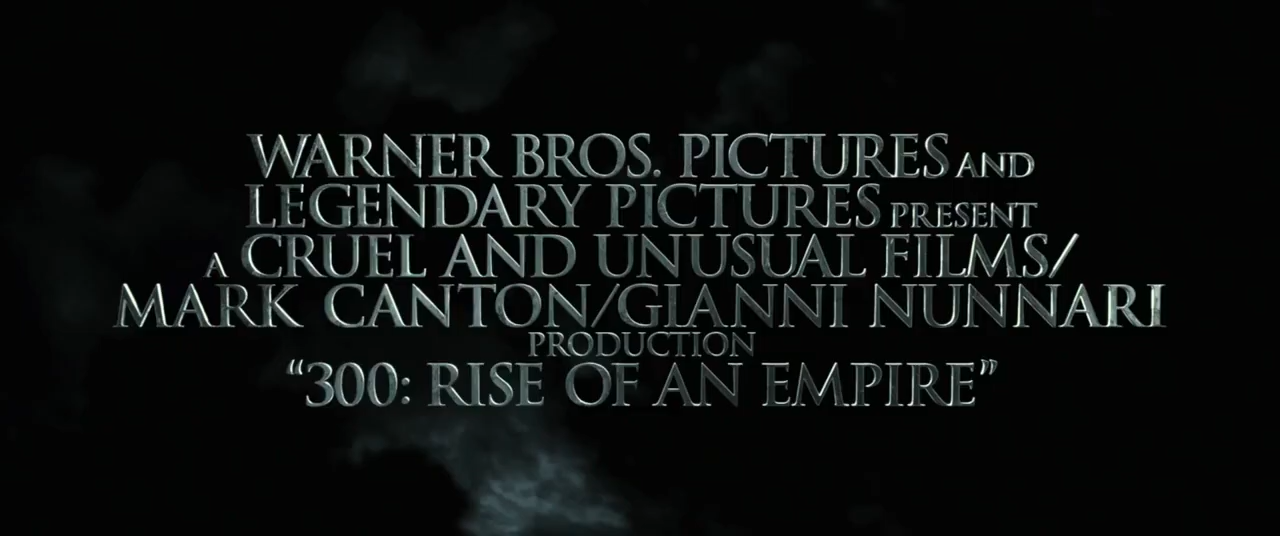 WARNER BROS. PICTURES AND
LEGENDARY PICTURES PRESENT
A CRUEL AND UNUSUAL FILMS/
MARK CANTON/GIANNI NUNNARI
PRODUCTION
“300: RISE OF AN EMPIRE”